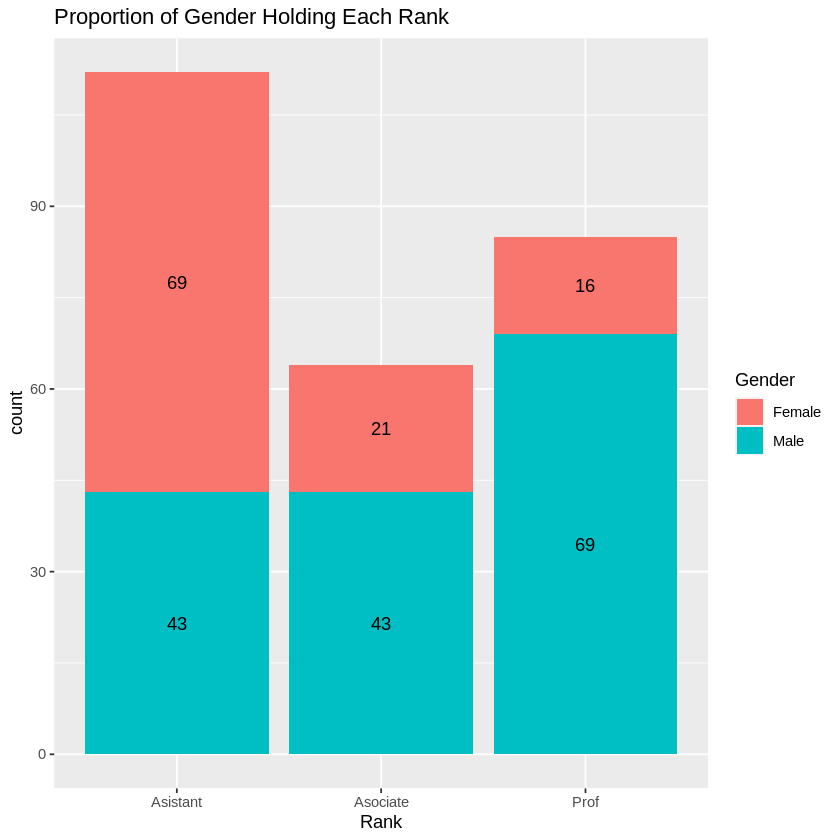 Proportion of Gender Holding Each Rank
count
90
60
30
0
69
43
21
43
16
69
Asistant
Asociate
Prof
Rank
Gender
Female
Male